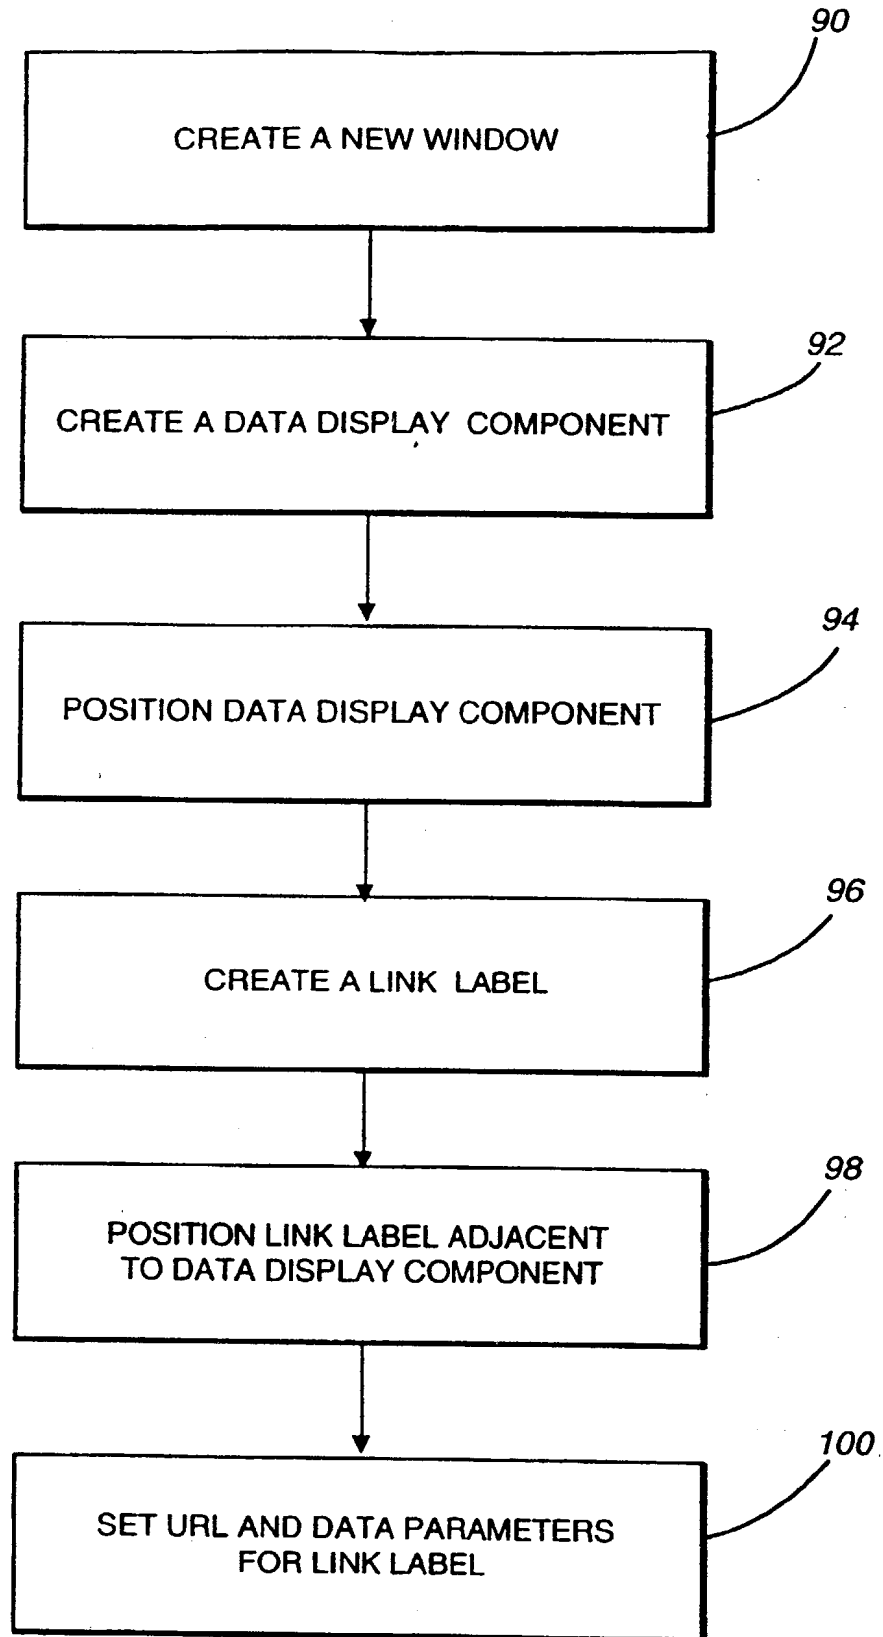 90
CREATE A NEW WINDOW
92
CREATE A DATA DISPLAY COMPONENT
94
POSITION DATA DISPLAY COMPONENT
96
CREATE A LINK LABEL
98
POSITION LINK LABEL ADJACENT
TO DATA DISPLAY COMPONENT
100
SET URL AND DATA PARAMETERS
FOR LINK LABEL